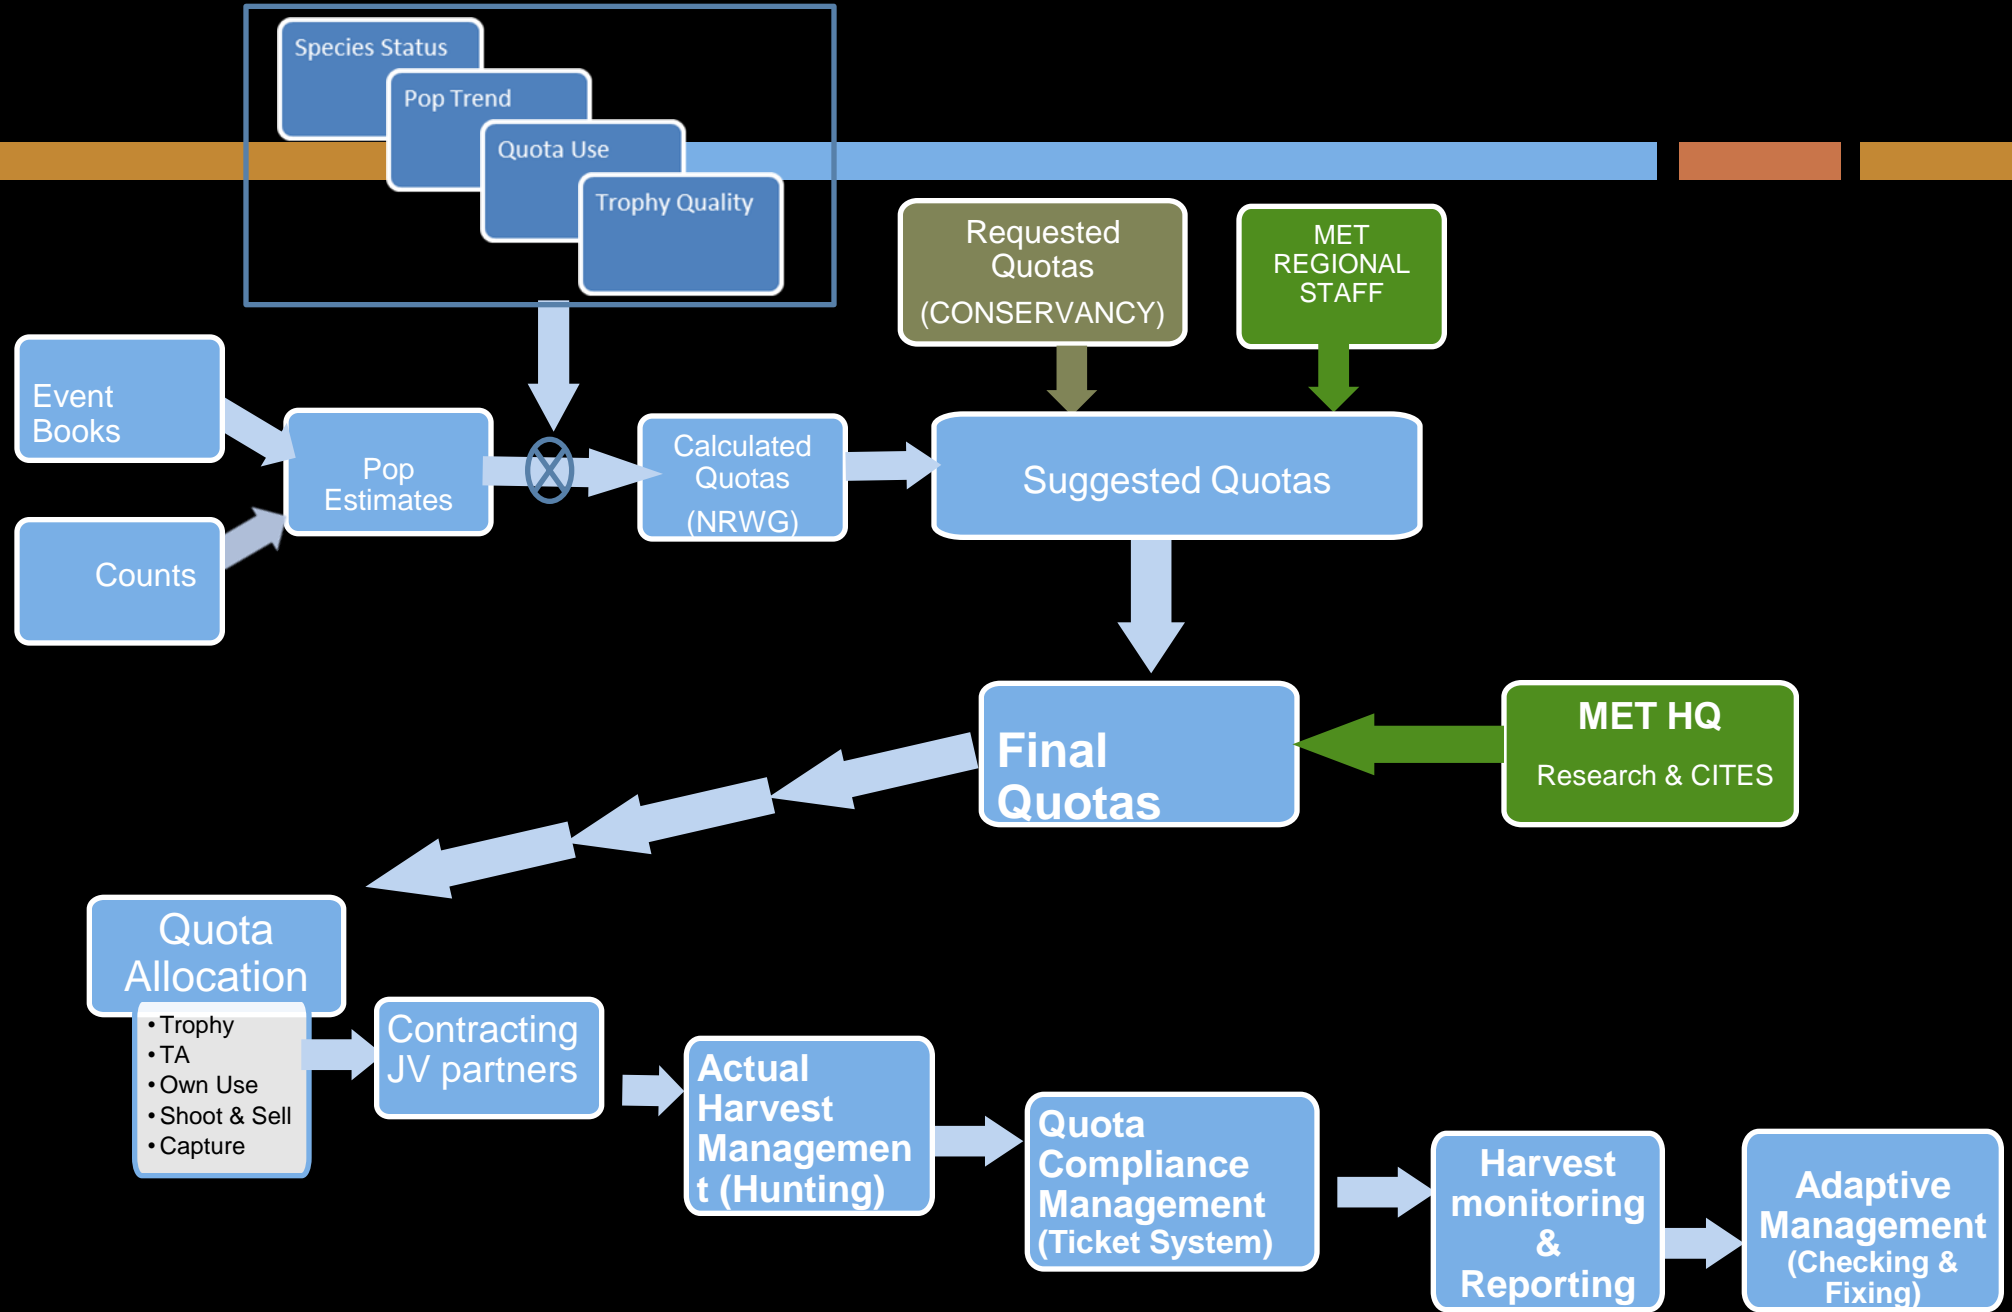 Species Status
Pop Trend
Quota Use
Trophy Quality
Requested
Quotas
(CONSERVANCY)
MET
REGIONAL
STAFF
Event
Books
Counts
Pop
Estimates
Calculated
Quotas
(NRWG)
Suggested Quotas
Final
Quotas
MET HQ
Research & CITES
Quota
Allocation
• Trophy
• TA
• Own Use
• Shoot & Sell
• Capture
Contracting
JV partners
Actual
Harvest
Managemen
t (Hunting)
Quota
Compliance
Management
(Ticket System)
Harvest
monitoring
&
Reporting
Adaptive
Management
(Checking &
Fixing)